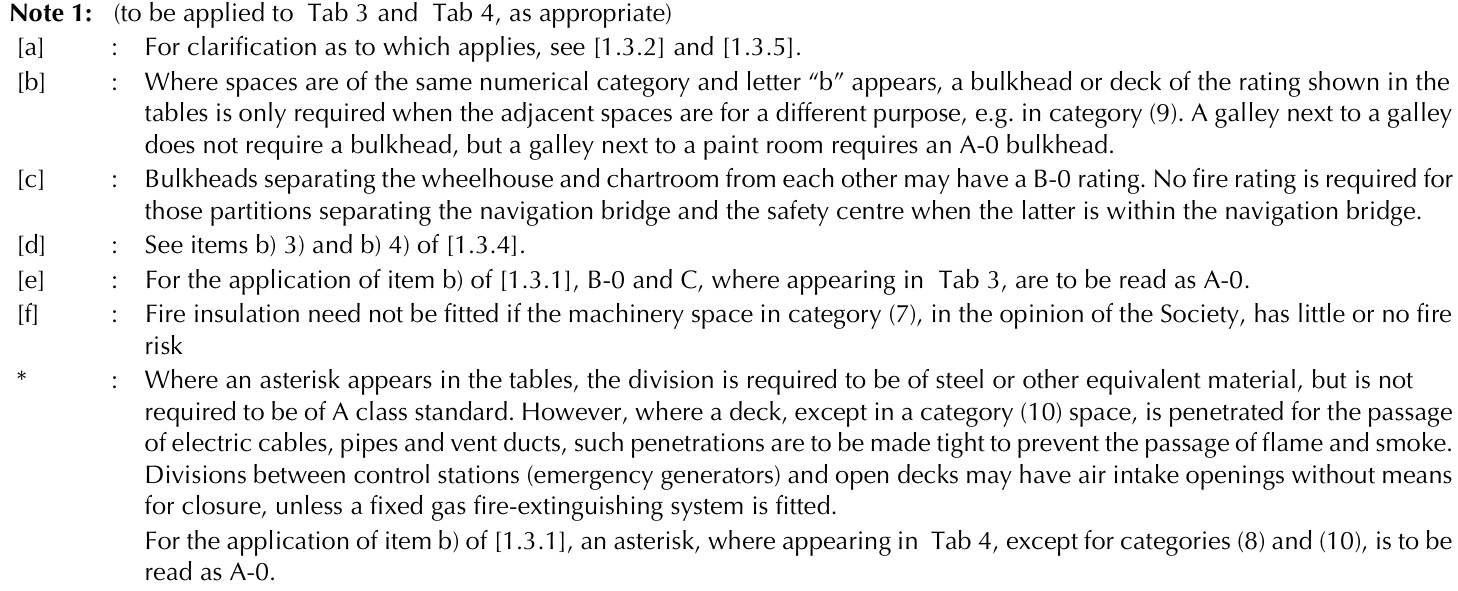 Note 1: (to be applied to Tab 3 and Tab 4, as appropriate)
[a] : For clarification as to which applies, see [1.3.2] and [1.3.5].
[b] : Where spaces are of the same numerical category and letter “b” appears, a bulkhead or deck of the rating shown in the
tables is only required when the adjacent spaces are for a different purpose, e.g. in category (9). A galley next to a galley
does not require a bulkhead, but a galley next to a paint room requires an A-0 bulkhead.
[c] : Bulkheads separating the wheelhouse and chartroom from each other may have a B-0 rating. No fire rating is required for
those partitions separating the navigation bridge and the safety centre when the latter is within the navigation bridge.
[d] : See items b) 3) and b) 4) of [1.3.4].
[e] : For the application of item b) of [1.3.1], B-0 and C, where appearing in Tab 3, are to be read as A-0.
[f] : Fire insulation need not be fitted if the machinery space in category (7), in the opinion of the Society, has little or no fire
risk
* : Where an asterisk appears in the tables, the division is required to be of steel or other equivalent material, but is not
required to be of A class standard. However, where a deck, except in a category (10) space, is penetrated for the passage
of electric cables, pipes and vent ducts, such penetrations are to be made tight to prevent the passage of flame and smoke.
Divisions between control stations (emergency generators) and open decks may have air intake openings without means
for closure, unless a fixed gas fire-extinguishing system is fitted.
For the application of item b) of [1.3.1], an asterisk, where appearing in Tab 4, except for categories (8) and (10), is to be
read as A-0.